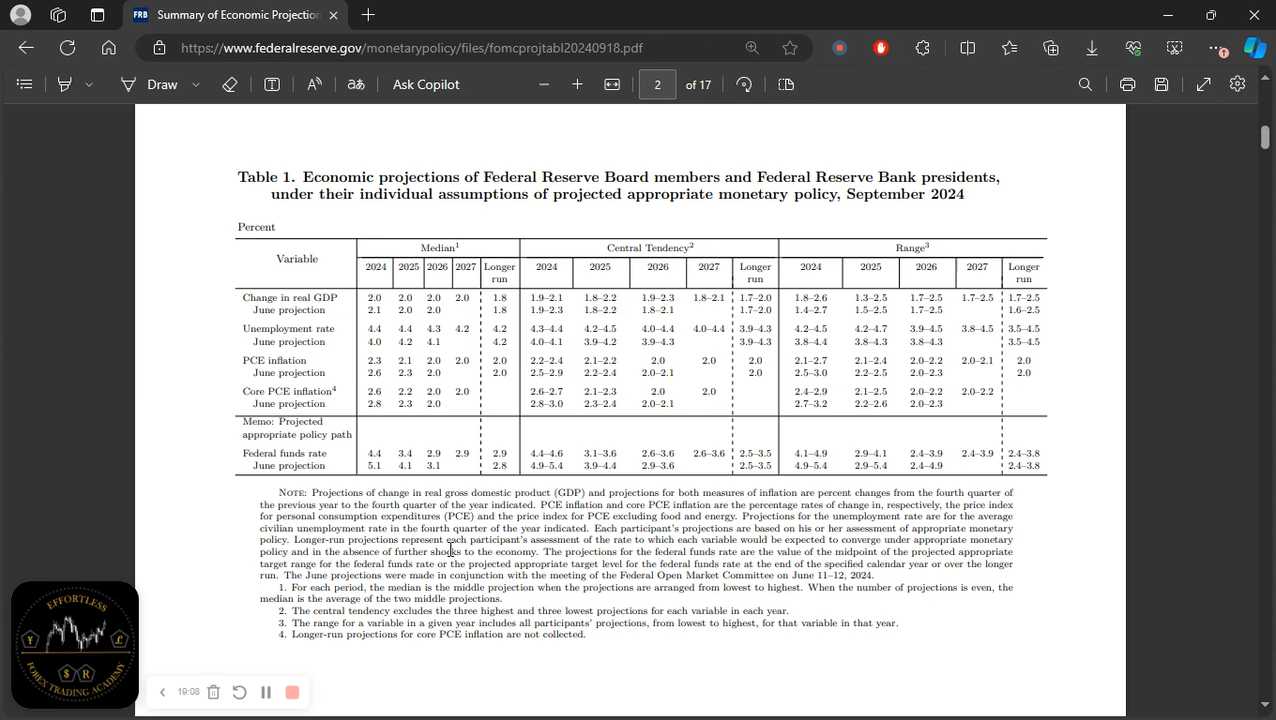 FRB Summary of Economic Projection
https://www.federalreserve.gov/monetarypolicy/files/fomcprojtabl20240918.pdf
Draw aあ Ask Copilot 2 of 17
Table 1. Economic projections of Federal Reserve Board members and Federal Reserve Bank presidents,
under their individual assumptions of projected appropriate monetary policy, September 2024
Percent
Variable Median1 Central Tendency2 Range3
2024 2025 2026 2027 Longer run 2024 2025 2026 2027 Longer run 2024 2025 2026 2027 Longer run
Change in real GDP 2.0 2.0 2.0 2.0 1.8 1.9–2.1 1.8–2.2 1.9–2.3 1.8–2.1 1.7–2.0 1.8–2.6 1.3–2.5 1.7–2.5 1.7–2.5 1.7–2.5
June projection 2.1 2.0 2.0 1.8 1.9–2.3 1.8–2.2 1.8–2.1 1.7–2.0 1.4–2.7 1.5–2.5 1.7–2.5 1.6–2.5
Unemployment rate 4.4 4.4 4.3 4.2 4.2 4.3–4.4 4.2–4.5 4.0–4.4 4.0–4.4 3.9–4.3 4.2–4.5 4.2–4.7 3.9–4.5 3.8–4.5 3.5–4.5
June projection 4.0 4.2 4.1 4.2 4.0–4.1 3.9–4.2 3.9–4.3 3.9–4.3 3.8–4.4 3.8–4.3 3.8–4.3 3.5–4.5
PCE inflation 2.3 2.1 2.0 2.0 2.0 2.2–2.4 2.1–2.2 2.0 2.0 2.0 2.1–2.7 2.1–2.4 2.0–2.2 2.0–2.1 2.0
June projection 2.6 2.3 2.0 2.0 2.5–2.9 2.2–2.4 2.0–2.1 2.0 2.5–3.0 2.2–2.5 2.0–2.3 2.0
Core PCE inflation4 2.6 2.2 2.0 2.0 2.6–2.7 2.1–2.3 2.0 2.0 2.4–2.9 2.1–2.5 2.0–2.2 2.0–2.2
June projection 2.8 2.3 2.0 2.8–3.0 2.3–2.4 2.0–2.1 2.7–3.2 2.2–2.6 2.0–2.3
Memo: Projected
appropriate policy path
Federal funds rate 4.4 3.4 2.9 2.9 2.9 4.4–4.6 3.1–3.6 2.6–3.6 2.6–3.6 2.5–3.5 4.1–4.9 2.9–4.1 2.4–3.9 2.4–3.9 2.4–3.8
June projection 5.1 4.1 3.1 2.8 4.9–5.4 3.9–4.4 2.9–3.6 2.5–3.5 4.9–5.4 2.9–5.4 2.4–4.9 2.4–3.8
NOTE: Projections of change in real gross domestic product (GDP) and projections for both measures of inflation are percent changes from the fourth quarter of
the previous year to the fourth quarter of the year indicated. PCE inflation and core PCE inflation are the percentage rates of change in, respectively, the price index
for personal consumption expenditures (PCE) and the price index for PCE excluding food and energy. Projections for the unemployment rate are for the average
civilian unemployment rate in the fourth quarter of the year indicated. Each participant's projections are based on his or her assessment of appropriate monetary
policy. Longer-run projections represent each participant's assessment of the rate to which each variable would be expected to converge under appropriate monetary
policy and in the absence of further shocks to the economy. The projections for the federal funds rate are the value of the midpoint of the projected appropriate
target range for the federal funds rate or the projected appropriate target level for the federal funds rate at the end of the specified calendar year or over the longer
run. The June projections were made in conjunction with the meeting of the Federal Open Market Committee on June 11–12, 2024.
1. For each period, the median is the middle projection when the projections are arranged from lowest to highest. When the number of projections is even, the
median is the average of the two middle projections.
2. The central tendency excludes the three highest and three lowest projections for each variable in each year.
3. The range for a variable in a given year includes all participants' projections, from lowest to highest, for that variable in that year.
4. Longer-run projections for core PCE inflation are not collected.
EFFORTLESS
¥ £
$ R
FOREX TRADING ACADEMY
19:08